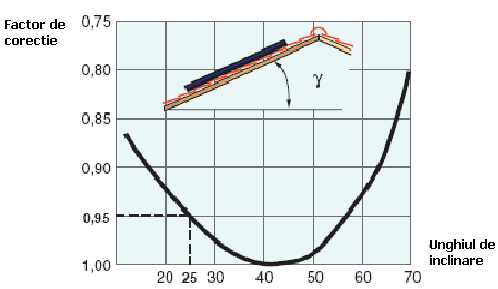 Factor de
corectie
0,75
0,80
0,85
0,90
0,95
1,00
γ
20 25 30 40 50 60 70
Unghiul de
inclinare